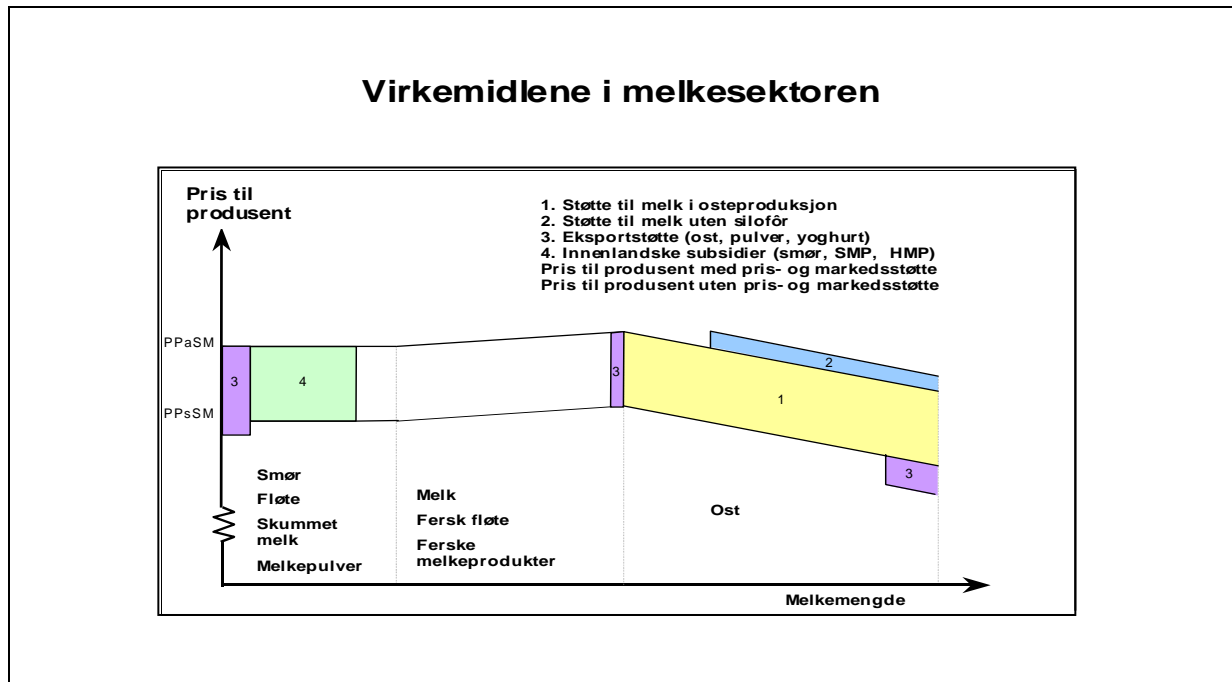 Virkemidlene i melkesektoren
Pris til
produsent
1. Støtte til melk i osteproduksjon
2. Støtte til melk uten silofôr
3. Eksportstøtte (ost, pulver, yoghurt)
4. Innenlandske subsidier (smør, SMP, HMP)
Pris til produsent med pris- og markedsstøtte
Pris til produsent uten pris- og markedsstøtte
PPaSM
PPsSM
3
4
3
2
1
3
Smør
Fløte
Skummet
melk
Melkepulver
Melk
Fersk fløte
Ferske
melkeprodukter
Ost
Melkemengde